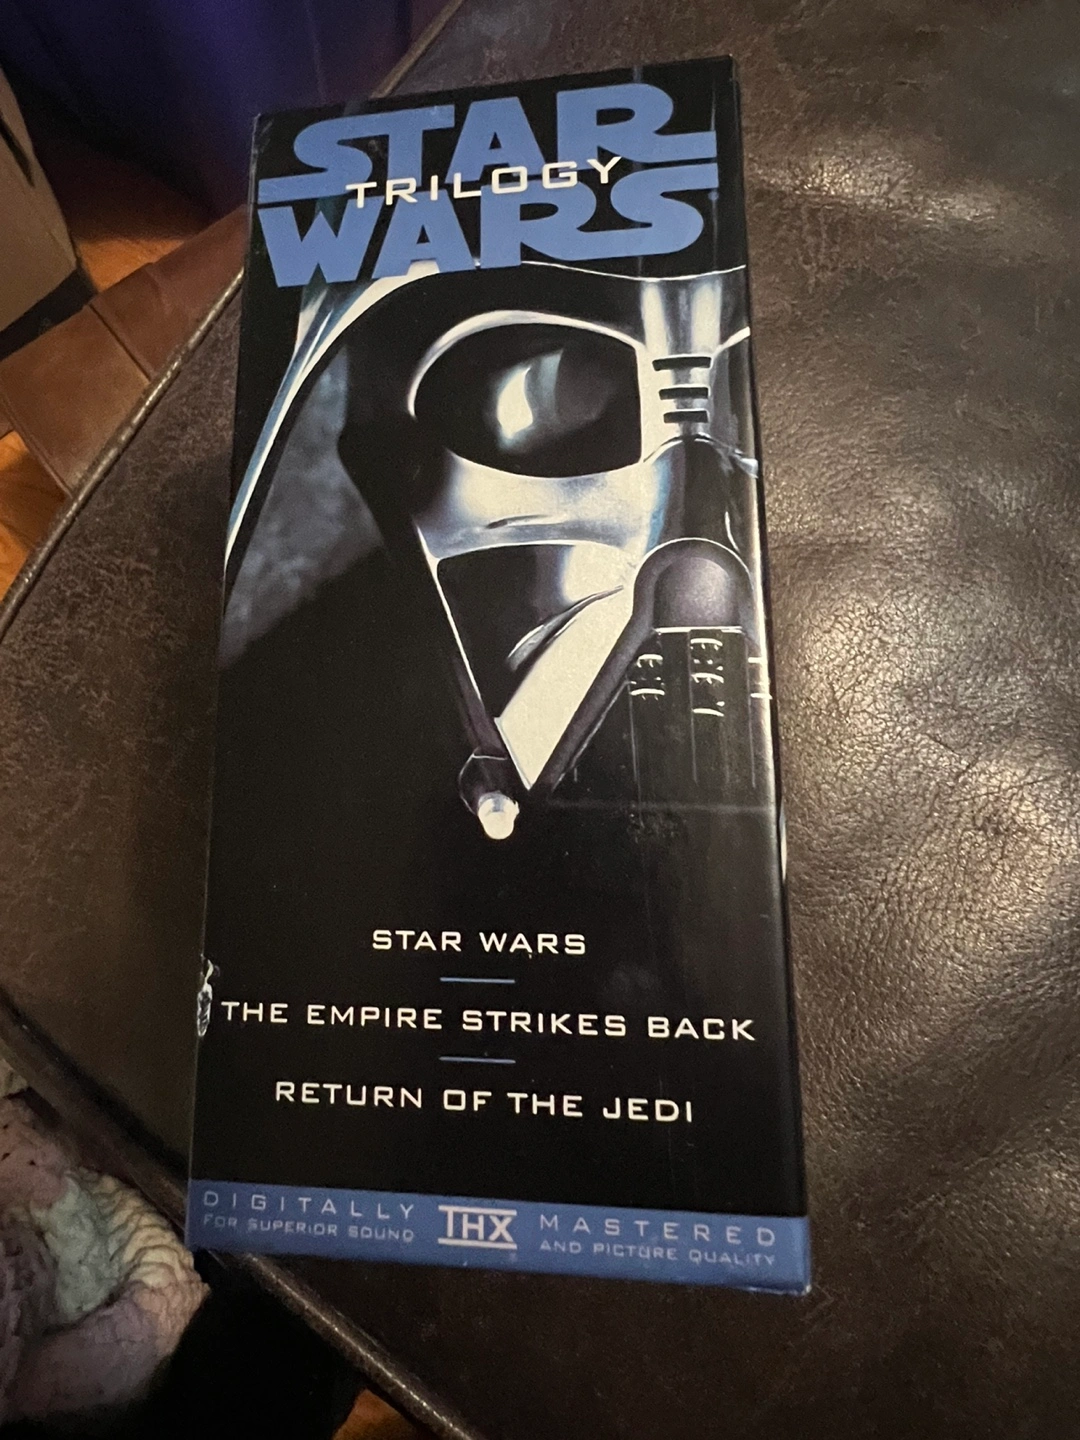 STAR
TRILOGY
WARS
STAR WARS
THE EMPIRE STRIKES BACK
RETURN OF THE JEDI
DIGITALLY THX MASTERED
FOR SUPERIOR SOUND AND PICTURE QUALITY